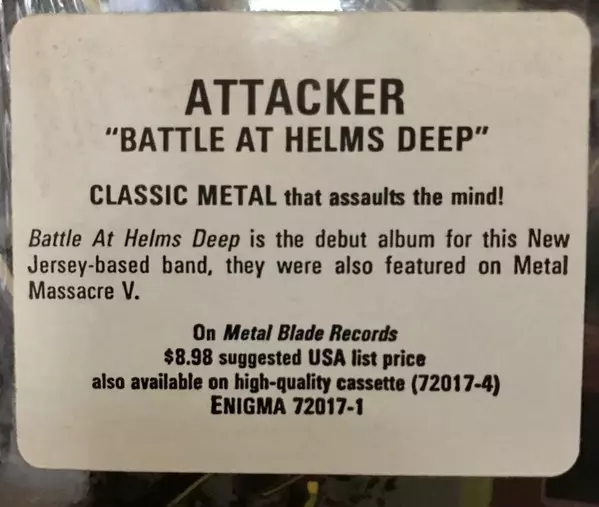 ATTACKER
"BATTLE AT HELMS DEEP"
CLASSIC METAL that assaults the mind!
Battle At Helms Deep is the debut album for this New
Jersey-based band, they were also featured on Metal
Massacre V.
On Metal Blade Records
$8.98 suggested USA list price
also available on high-quality cassette (72017-4)
ENIGMA 72017-1